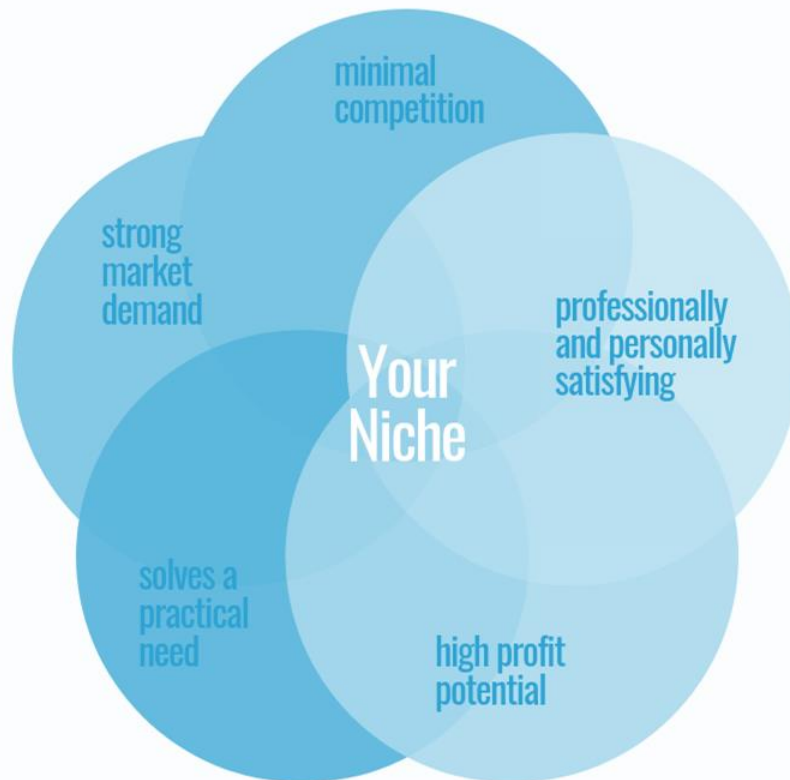 minimal
competition
strong
market
demand
professionally
and personally
satisfying
Your
Niche
solves a
practical
need
high profit
potential